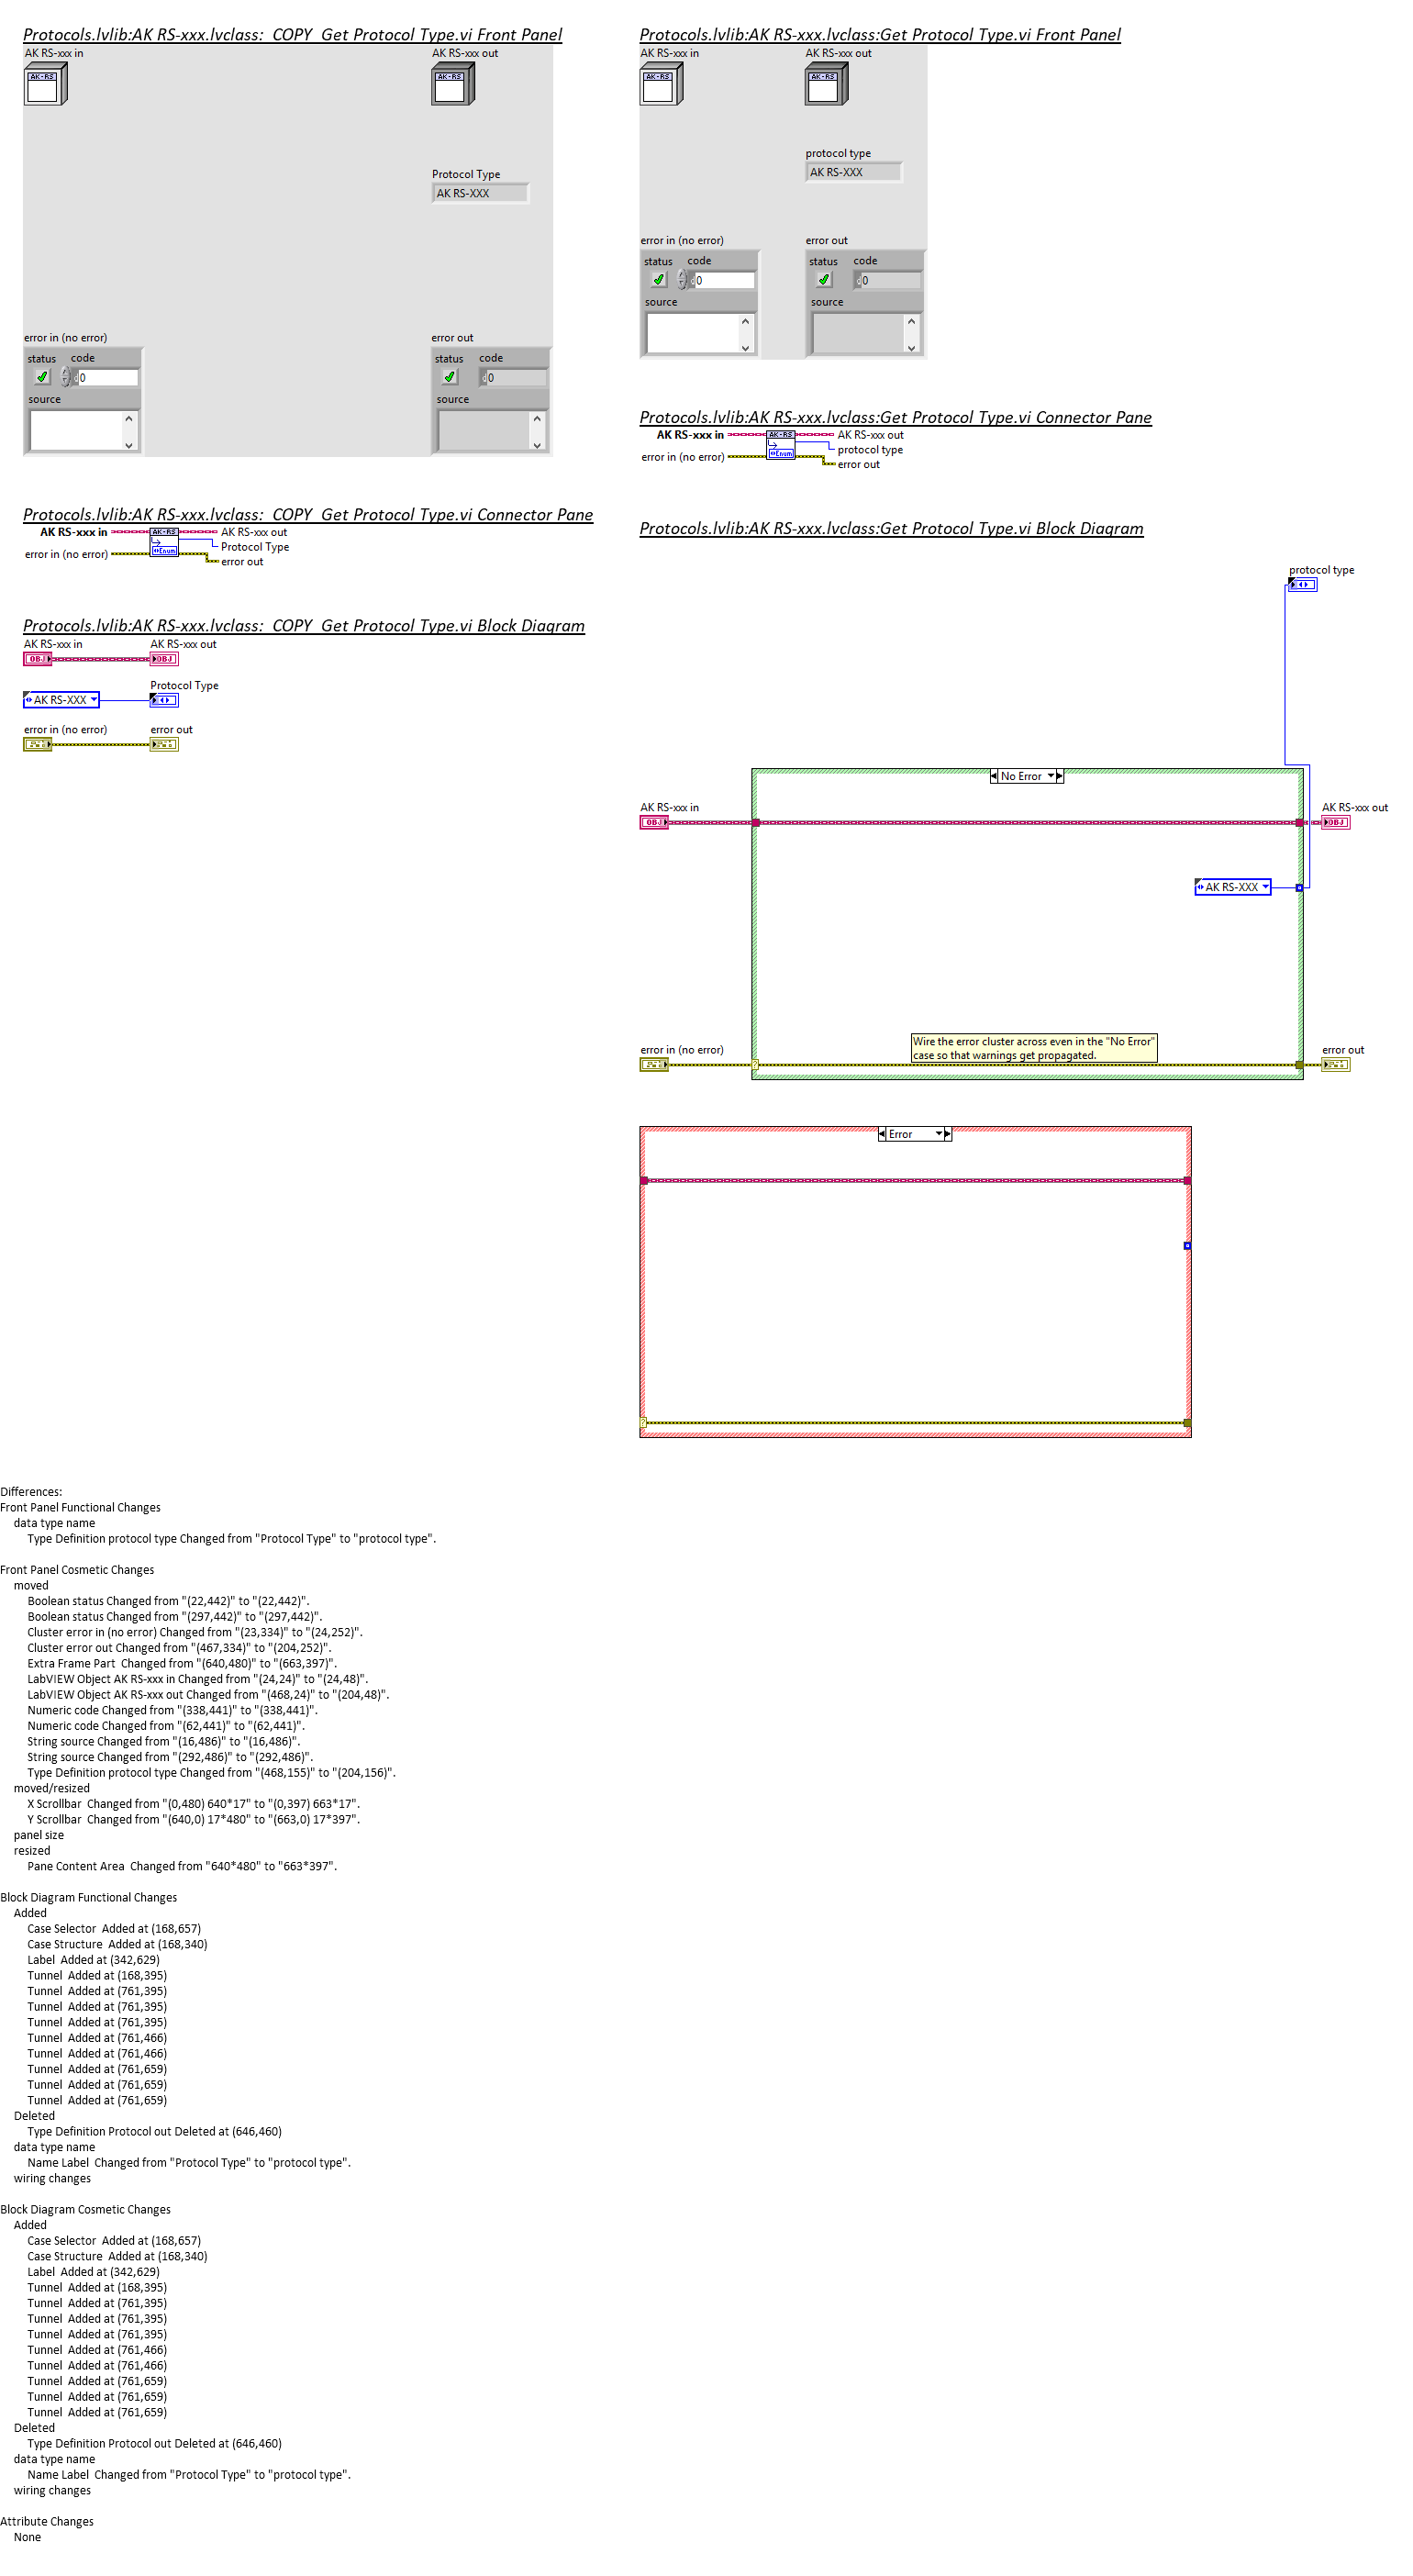 Protocols.lvlib:AK RS-xxx.lvclass:_COPY_Get Protocol Type.vi Front Panel
AK RS-xxx in
AK RS-xxx out
AK-RS
AK-RS
Protocol Type
AK RS-XXX
error in (no error)
error out
status code
0
status code
0
source
source
Protocols.lvlib:AK RS-xxx.lvclass:_COPY_Get Protocol Type.vi Connector Pane
AK RS-xxx in
AK-RS
AK RS-xxx out
Enum
Protocol Type
error in (no error)
error out
Protocols.lvlib:AK RS-xxx.lvclass:_COPY_Get Protocol Type.vi Block Diagram
AK RS-xxx in
AK RS-xxx out
OBJ
OBJ
Protocol Type
AK RS-XXX
error in (no error)
error out
Protocols.lvlib:AK RS-xxx.lvclass:Get Protocol Type.vi Front Panel
AK RS-xxx in
AK RS-xxx out
AK-RS
AK-RS
protocol type
AK RS-XXX
error in (no error)
error out
status code
0
status code
0
source
source
Protocols.lvlib:AK RS-xxx.lvclass:Get Protocol Type.vi Connector Pane
AK RS-xxx in
AK-RS
AK RS-xxx out
Enum
protocol type
error in (no error)
error out
Protocols.lvlib:AK RS-xxx.lvclass:Get Protocol Type.vi Block Diagram
protocol type
No Error
AK RS-xxx in
AK RS-xxx out
OBJ
OBJ
AK RS-XXX
Wire the error cluster across even in the "No Error"
case so that warnings get propagated.
error in (no error)
error out
?
Error
?
Differences:
Front Panel Functional Changes
data type name
Type Definition protocol type Changed from "Protocol Type" to "protocol type".
Front Panel Cosmetic Changes
moved
Boolean status Changed from "(22,442)" to "(22,442)".
Boolean status Changed from "(297,442)" to "(297,442)".
Cluster error in (no error) Changed from "(23,334)" to "(24,252)".
Cluster error out Changed from "(467,334)" to "(204,252)".
Extra Frame Part  Changed from "(640,480)" to "(663,397)".
LabVIEW Object AK RS-xxx in Changed from "(24,24)" to "(24,48)".
LabVIEW Object AK RS-xxx out Changed from "(468,24)" to "(204,48)".
Numeric code Changed from "(338,441)" to "(338,441)".
Numeric code Changed from "(62,441)" to "(62,441)".
String source Changed from "(16,486)" to "(16,486)".
String source Changed from "(292,486)" to "(292,486)".
Type Definition protocol type Changed from "(468,155)" to "(204,156)".
moved/resized
X Scrollbar  Changed from "(0,480) 640*17" to "(0,397) 663*17".
Y Scrollbar  Changed from "(640,0) 17*480" to "(663,0) 17*397".
panel size
resized
Pane Content Area  Changed from "640*480" to "663*397".
Block Diagram Functional Changes
Added
Case Selector  Added at (168,657)
Case Structure  Added at (168,340)
Label  Added at (342,629)
Tunnel  Added at (168,395)
Tunnel  Added at (761,395)
Tunnel  Added at (761,395)
Tunnel  Added at (761,395)
Tunnel  Added at (761,466)
Tunnel  Added at (761,466)
Tunnel  Added at (761,659)
Tunnel  Added at (761,659)
Tunnel  Added at (761,659)
Deleted
Type Definition Protocol out Deleted at (646,460)
data type name
Name Label  Changed from "Protocol Type" to "protocol type".
wiring changes
Block Diagram Cosmetic Changes
Added
Case Selector  Added at (168,657)
Case Structure  Added at (168,340)
Label  Added at (342,629)
Tunnel  Added at (168,395)
Tunnel  Added at (761,395)
Tunnel  Added at (761,395)
Tunnel  Added at (761,395)
Tunnel  Added at (761,466)
Tunnel  Added at (761,466)
Tunnel  Added at (761,659)
Tunnel  Added at (761,659)
Tunnel  Added at (761,659)
Deleted
Type Definition Protocol out Deleted at (646,460)
data type name
Name Label  Changed from "Protocol Type" to "protocol type".
wiring changes
Attribute Changes
None